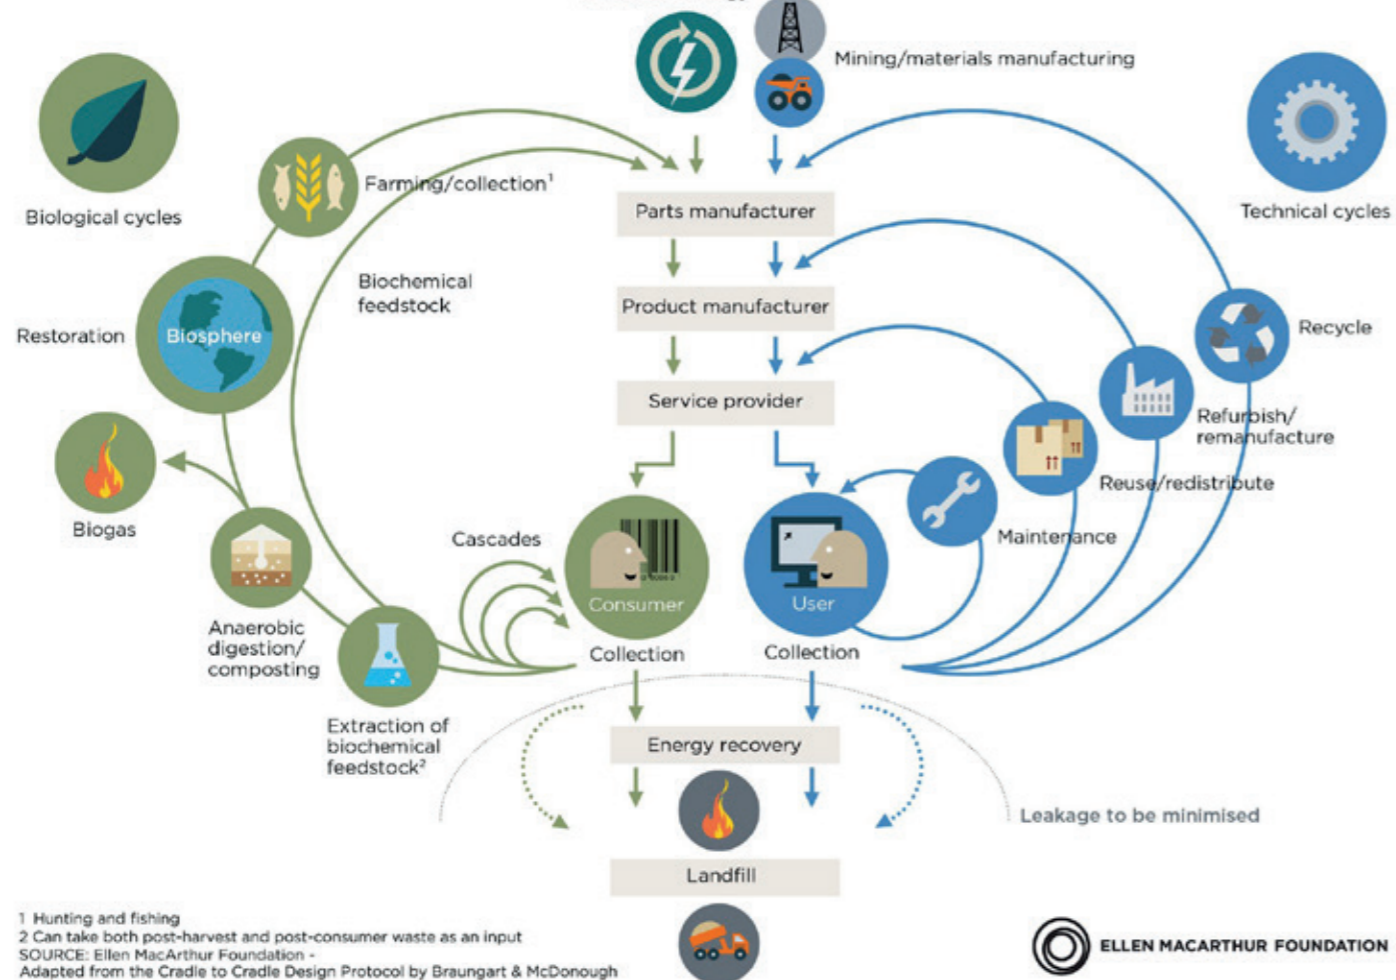 Mining/materials manufacturing
Biological cycles
Technical cycles
Farming/collection¹
Parts manufacturer
Biochemical
feedstock
Product manufacturer
Restoration
Biosphere
Recycle
Service provider
Refurbish/
remanufacture
Reuse/redistribute
Biogas
Cascades
Maintenance
Consumer
User
Anaerobic
digestion/
composting
Collection
Collection
Extraction of
biochemical
feedstock²
Energy recovery
Leakage to be minimised
Landfill
1 Hunting and fishing
2 Can take both post-harvest and post-consumer waste as an input
SOURCE: Ellen MacArthur Foundation -
Adapted from the Cradle to Cradle Design Protocol by Braungart & McDonough
ELLEN MACARTHUR FOUNDATION